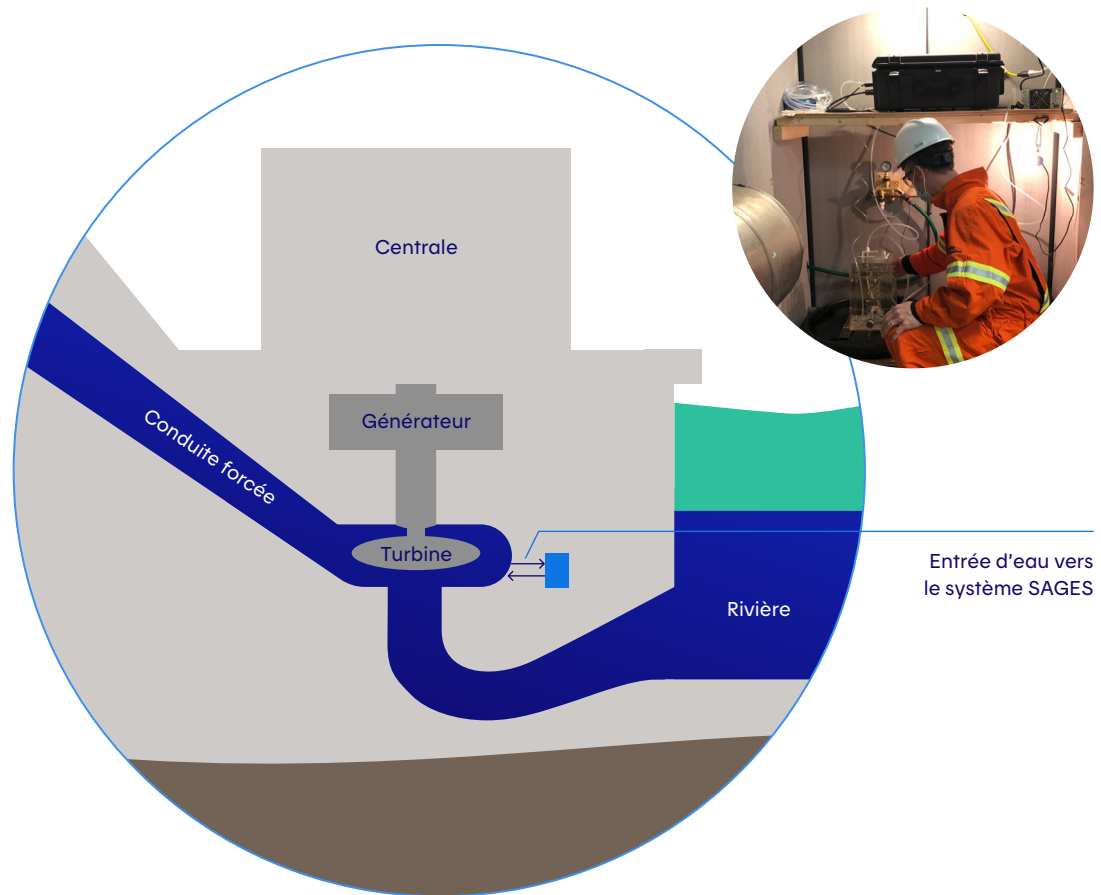 Centrale
Générateur
Conduite forcée
Turbine
Entrée d’eau vers
le système SAGES
Rivière